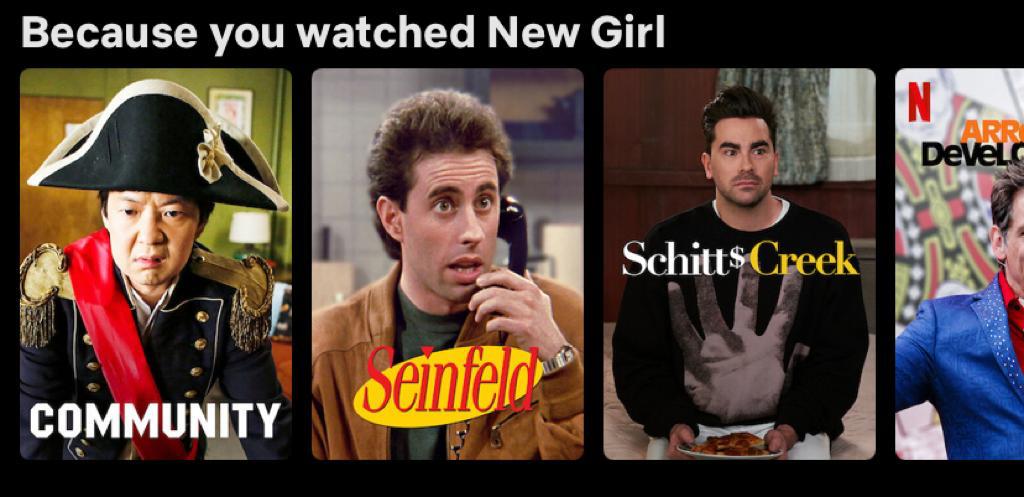 Because you watched New Girl
COMMUNITY
Seinfeld
Schitt$ Creek
N